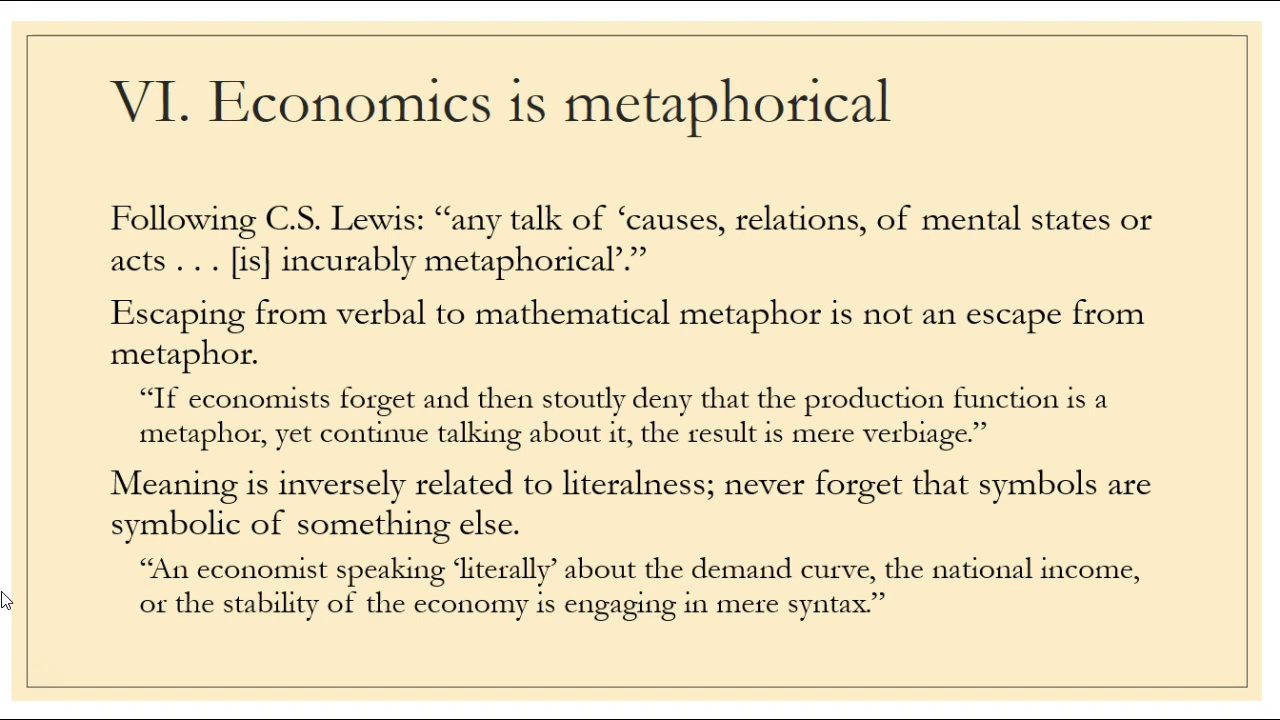 VI. Economics is metaphorical
Following C.S. Lewis: “any talk of ‘causes, relations, of mental states or
acts . . . [is] incurably metaphorical’.”
Escaping from verbal to mathematical metaphor is not an escape from
metaphor.
“If economists forget and then stoutly deny that the production function is a
metaphor, yet continue talking about it, the result is mere verbiage.”
Meaning is inversely related to literalness; never forget that symbols are
symbolic of something else.
“An economist speaking ‘literally’ about the demand curve, the national income,
or the stability of the economy is engaging in mere syntax.”